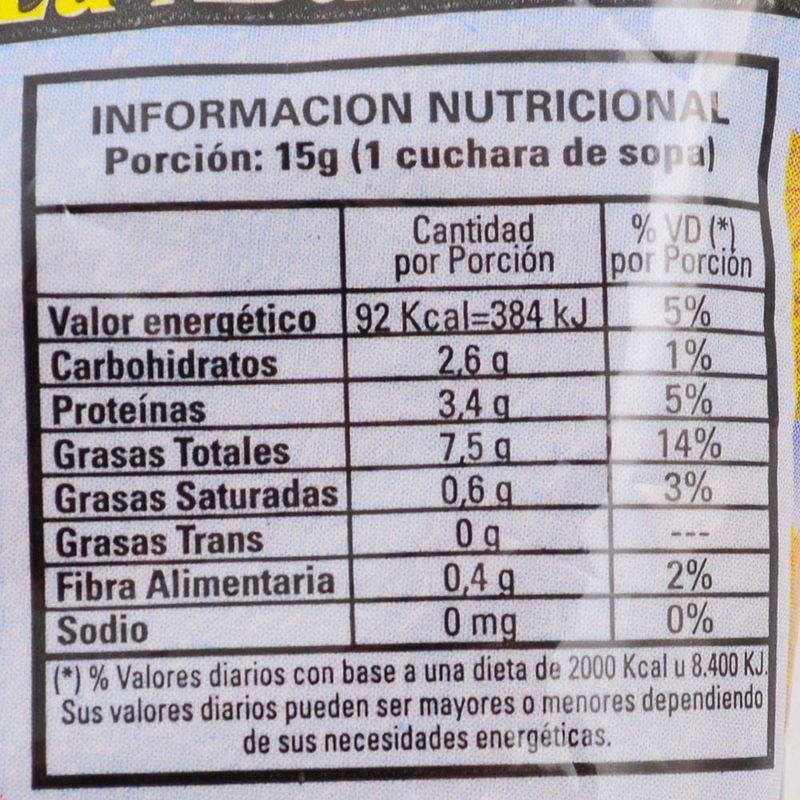 INFORMACION NUTRICIONAL
Porción: 15g (1 cuchara de sopa)
Cantidad por Porción % VD (*) por Porción
Valor energético 92 Kcal=384 kJ 5%
Carbohidratos 2,6 g 1%
Proteínas 3,4 g 5%
Grasas Totales 7,5 g 14%
Grasas Saturadas 0,6 g 3%
Grasas Trans 0 g ---
Fibra Alimentaria 0,4 g 2%
Sodio 0 mg 0%
(*) % Valores diarios con base a una dieta de 2000 Kcal u 8.400 KJ.
Sus valores diarios pueden ser mayores o menores dependiendo
de sus necesidades energéticas.